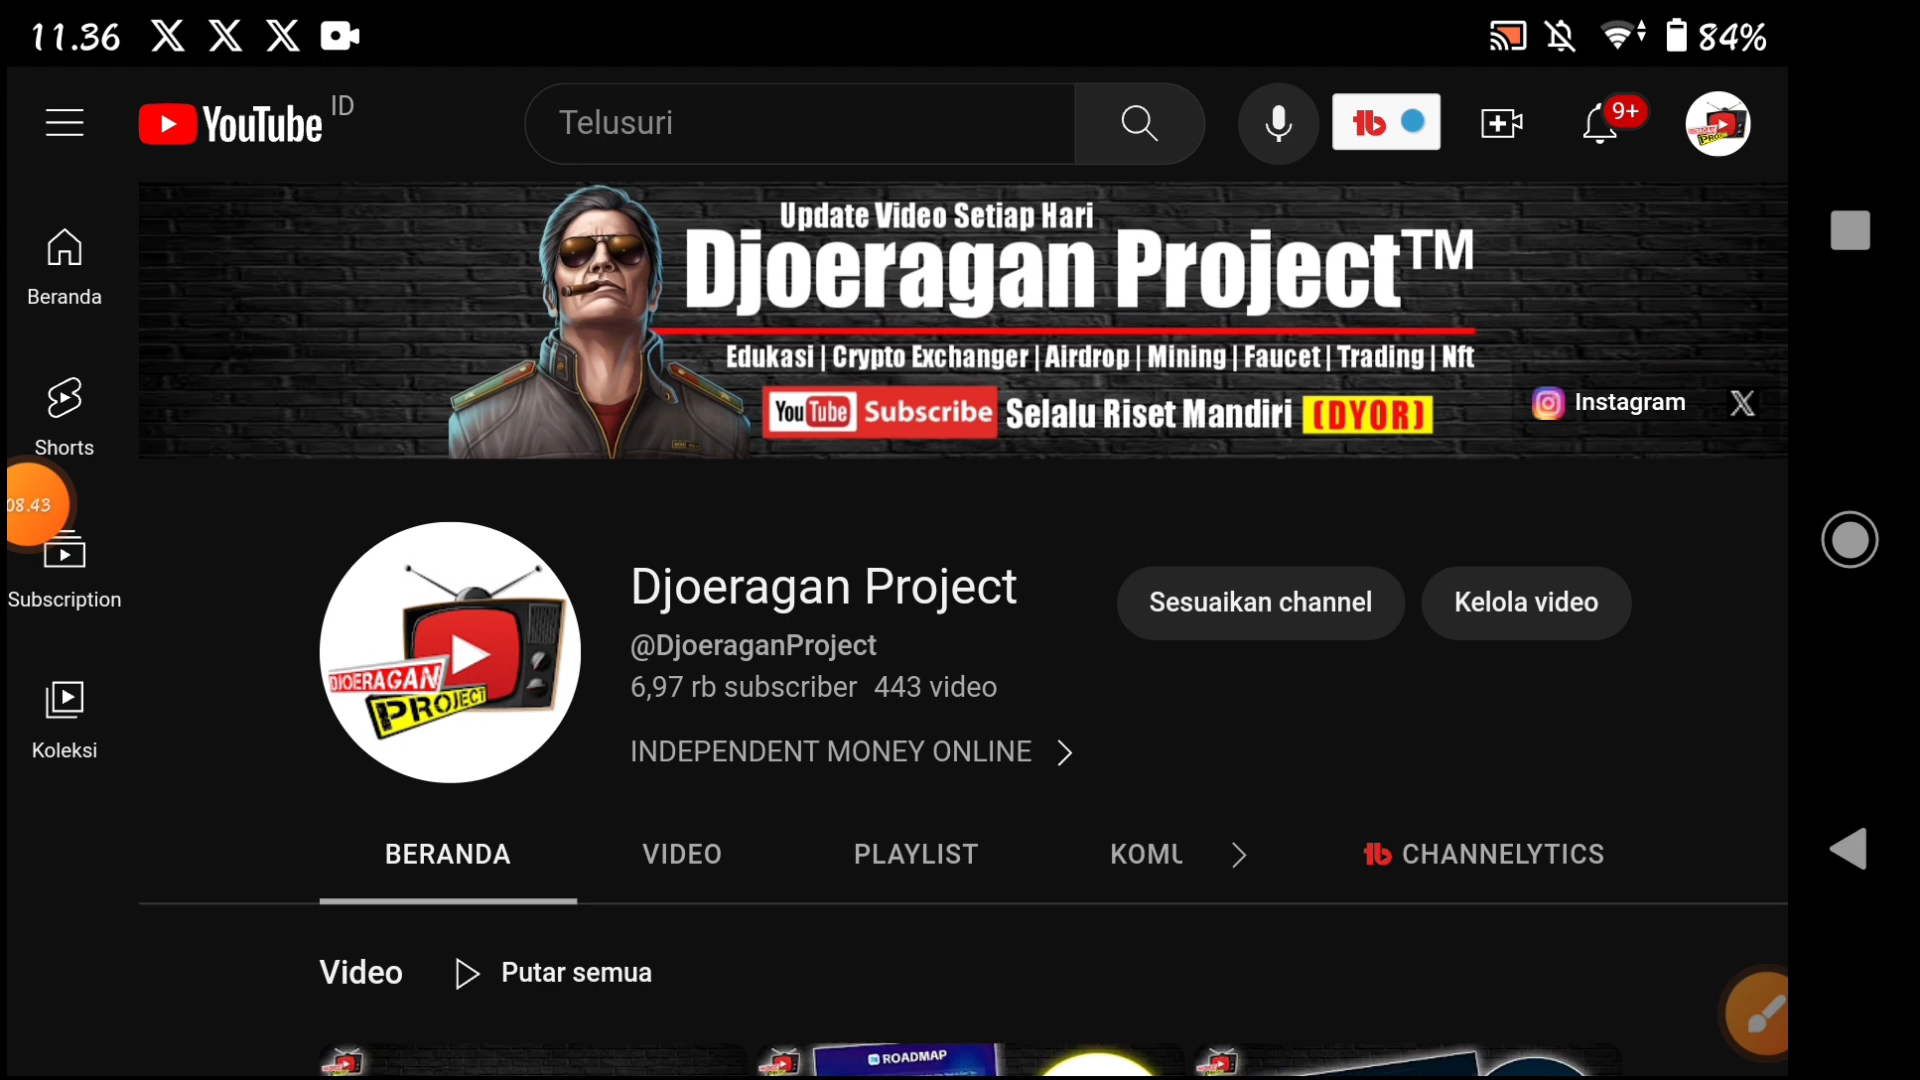 11.36
84%
YouTube ID
Telusuri
9+
Beranda
Shorts
08.43
Subscription
Koleksi
Update Video Setiap Hari
Djoeragan Project™
Edukasi | Crypto Exchanger | Airdrop | Mining | Faucet | Trading | Nft
YouTube Subscribe Selalu Riset Mandiri (DYOR)
Instagram
DJOERAGAN
PROJECT
Djoeragan Project
@DjoeraganProject
6,97 rb subscriber 443 video
INDEPENDENT MONEY ONLINE
Sesuaikan channel
Kelola video
BERANDA VIDEO PLAYLIST KOMU CHANNELYTICS
Video Putar semua
ROADMAP